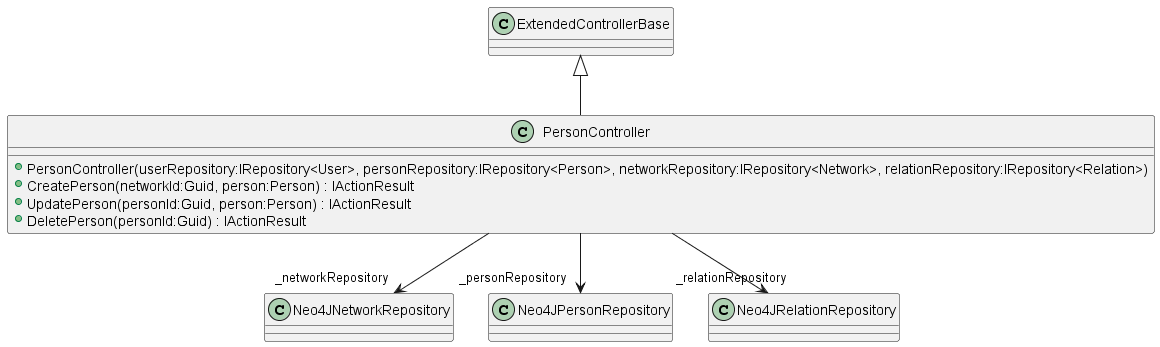 C ExtendedControllerBase
C PersonController
PersonController(userRepository:IRepository<User>, personRepository:IRepository<Person>, networkRepository:IRepository<Network>, relationRepository:IRepository<Relation>)
CreatePerson(networkId:Guid, person:Person) : IActionResult
UpdatePerson(personId:Guid, person:Person) : IActionResult
DeletePerson(personId:Guid) : IActionResult
_networkRepository
_personRepository
_relationRepository
C Neo4JNetworkRepository
C Neo4JPersonRepository
C Neo4JRelationRepository